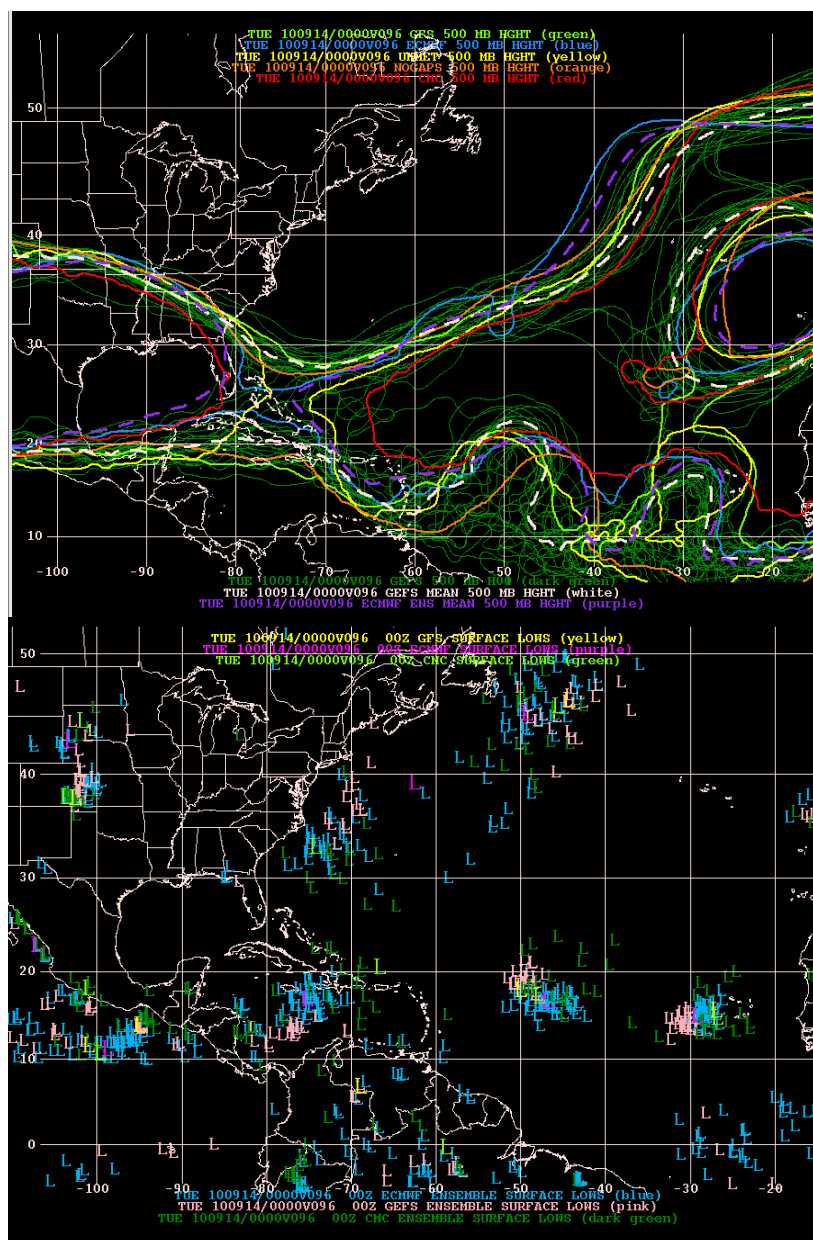 TUE 100914/0000V096 GFS 500 MB HGHT (green)
TUE 100914/0000V096 ECMWF 500 MB HGHT (blue)
TUE 100914/0000V096 UKMET 500 MB HGHT (yellow)
TUE 100914/0000V096 NOGAPS 500 MB HGHT (orange)
TUE 100914/0000V096 CMC 500 MB HGHT (red)
50
40
30
20
10
-100 -90 -80 -70 -60 -50 -40 -30 -20
TUE 100914/0000V096 GEFS 500 MB (dark green)
TUE 100914/0000V096 GEFS MEAN 500 MB HGHT (white)
TUE 100914/0000V096 ECMWF ENS MEAN 500 MB HGHT (purple)
TUE 100914/0000V096 00Z GFS SURFACE LOWS (yellow)
TUE 100914/0000V096 00Z ECMWF SURFACE LOWS (purple)
TUE 100914/0000V096 00Z CMC SURFACE LOWS (green)
50
40
30
20
10
0
-100 -90 -80 -70 -60 -50 -40 -30 -20
TUE 100914/0000V096 00Z ECMWF ENSEMBLE SURFACE LOWS (blue)
TUE 100914/0000V096 00Z GEFS ENSEMBLE SURFACE LOWS (pink)
TUE 100914/0000V096 00Z CMC ENSEMBLE SURFACE LOWS (dark green)